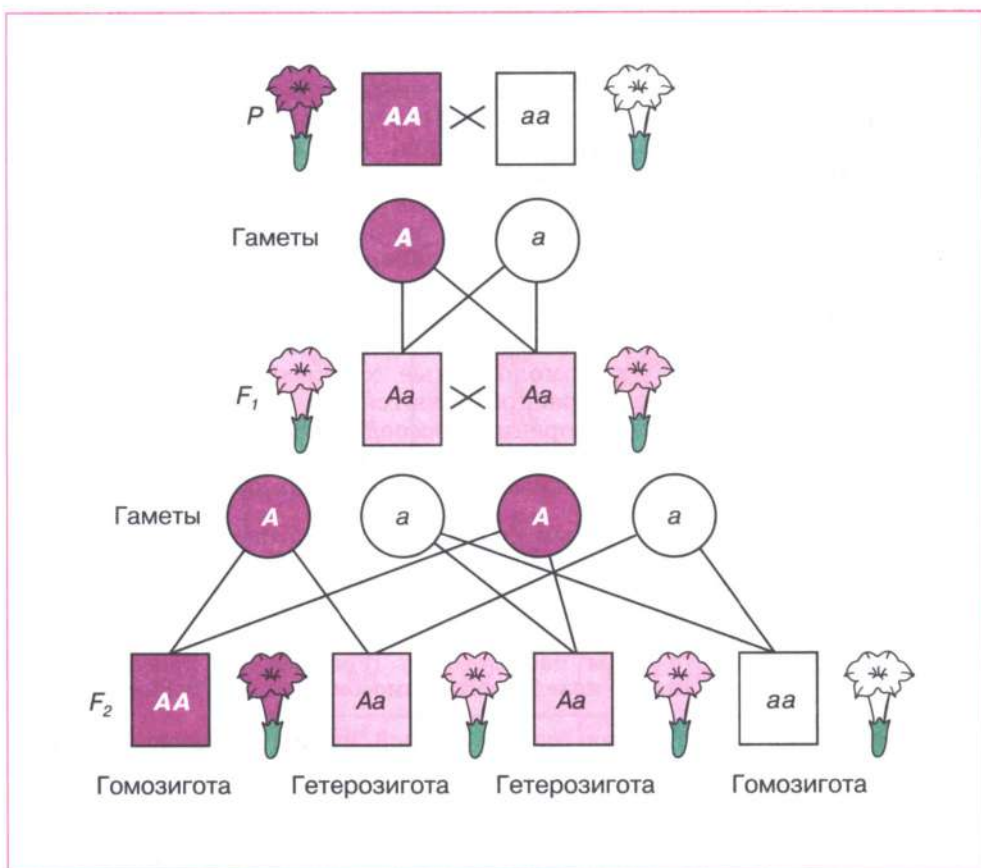 P AA aa
Гаметы A a
F₁ Aa Aa
Гаметы A a A a
F₂ AA Aa Aa aa
Гомозигота Гетерозигота Гетерозигота Гомозигота